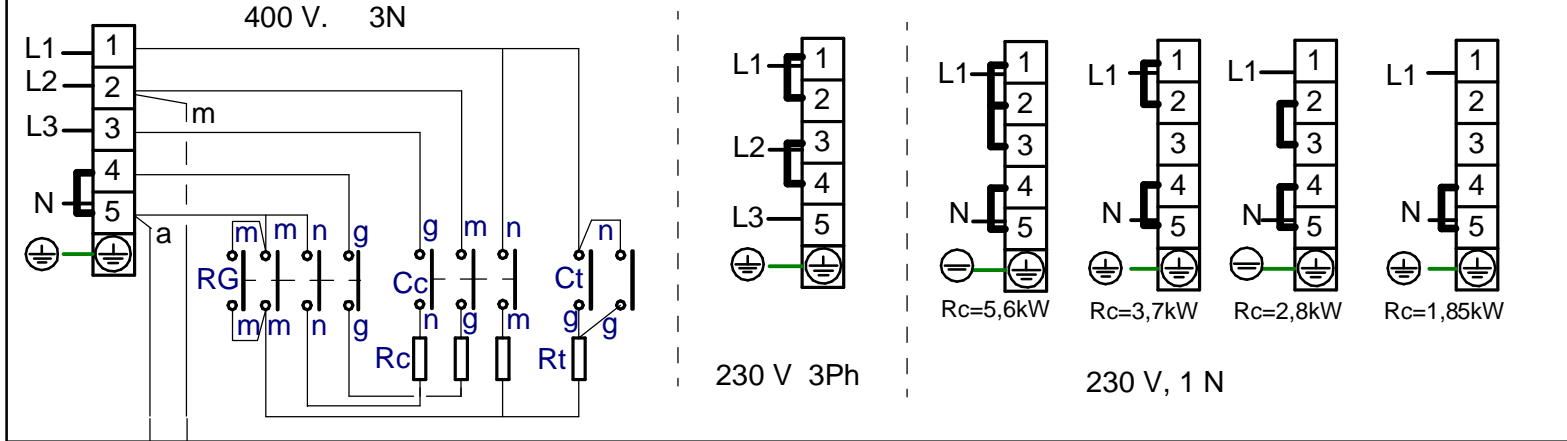 400 V. 3N
L1 1
L2 2
m
L3 3
4
N
5
a
m m n g
g m n
n
RG
Cc
Ct
m m n g
n g m
g g
Rc
Rt
L1 1
2
3
L2
4
L3 5
230 V 3Ph
L1 1
2
3
4
N 5
Rc=5,6kW
L1 1
2
3
4
N 5
Rc=3,7kW
L1 1
2
3
4
N 5
Rc=2,8kW
L1 1
2
3
4
N 5
Rc=1,85kW
230 V, 1 N